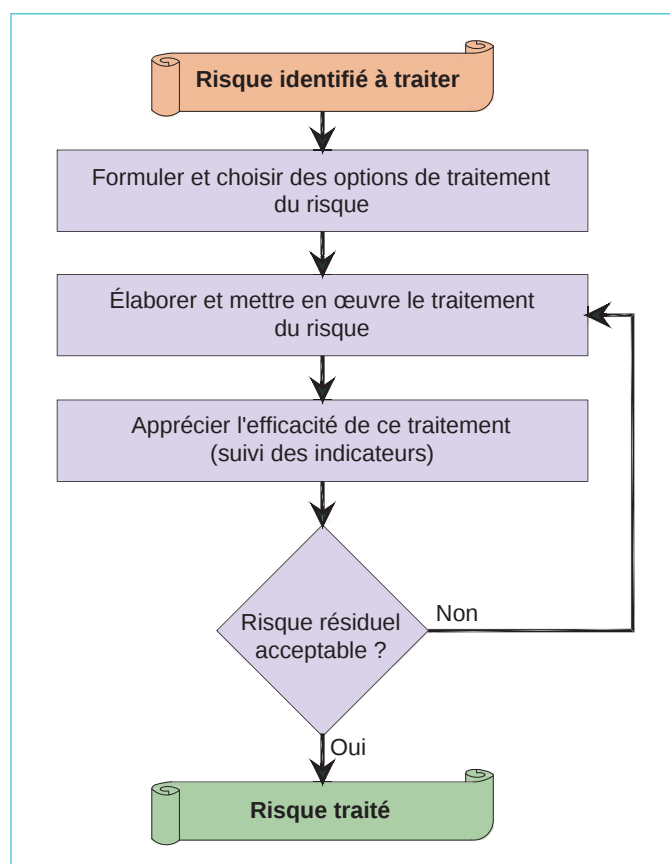 Risque identifié à traiter
Formuler et choisir des options de traitement
du risque
Élaborer et mettre en œuvre le traitement
du risque
Apprécier l'efficacité de ce traitement
(suivi des indicateurs)
Risque résiduel
acceptable ?
Non
Oui
Risque traité